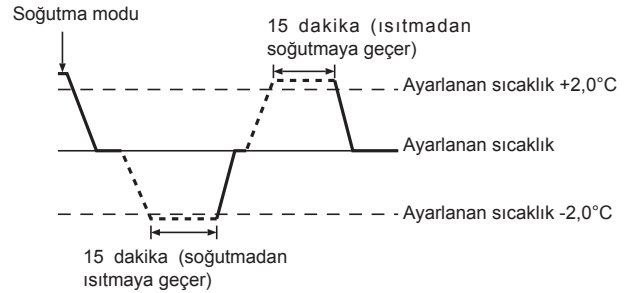 Soğutma modu
15 dakika (ısıtmadan
soğutmaya geçer)
Ayarlanan sıcaklık +2,0°C
Ayarlanan sıcaklık
Ayarlanan sıcaklık -2,0°C
15 dakika (soğutmadan
ısıtmaya geçer)